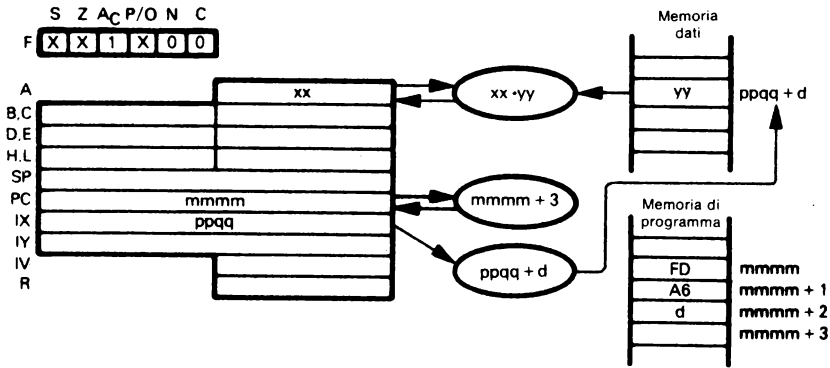 S Z AC P/O N C
F X X 1 X 0 0
A xx
B,C
D,E
H,L
SP
PC mmmm
IX ppqq
IY
IV
R
xx · yy
mmmm + 3
ppqq + d
Memoria
dati
yy ppqq + d
Memoria di
programma
FD mmmm
A6 mmmm + 1
d mmmm + 2
mmmm + 3